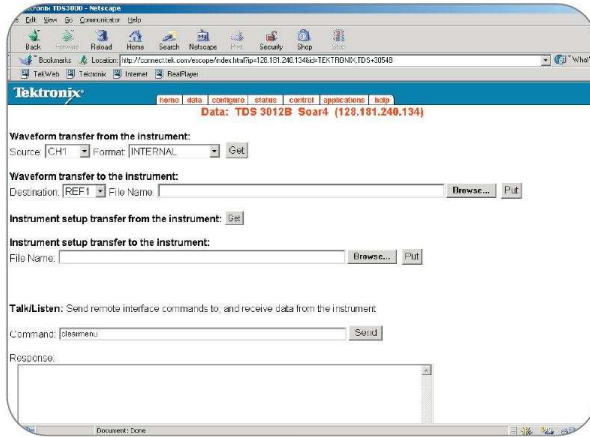 Tektronix TDS3000 - Netscape
Edit View Go Communicator Help
Back Forward Reload Home Search Netscape Print Security Shop Stop
Bookmarks Location: http://connect.tek.com/escope/index.html?ip=128.181.240.134&id=TEKTRONIX,TDS+3054B What'
TekWeb Tektronix Internet RealPlayer
Tektronix
home data configure status control applications help
Data: TDS 3012B Soar4 (128.181.240.134)
Waveform transfer from the instrument:
Source: CH1 Format: INTERNAL Get
Waveform transfer to the instrument:
Destination: REF1 File Name: Browse... Put
Instrument setup transfer from the instrument: Get
Instrument setup transfer to the instrument:
File Name: Browse... Put
Talk/Listen: Send remote interface commands to, and receive data from the instrument
Command: clearmenu Send
Response:
Document: Done